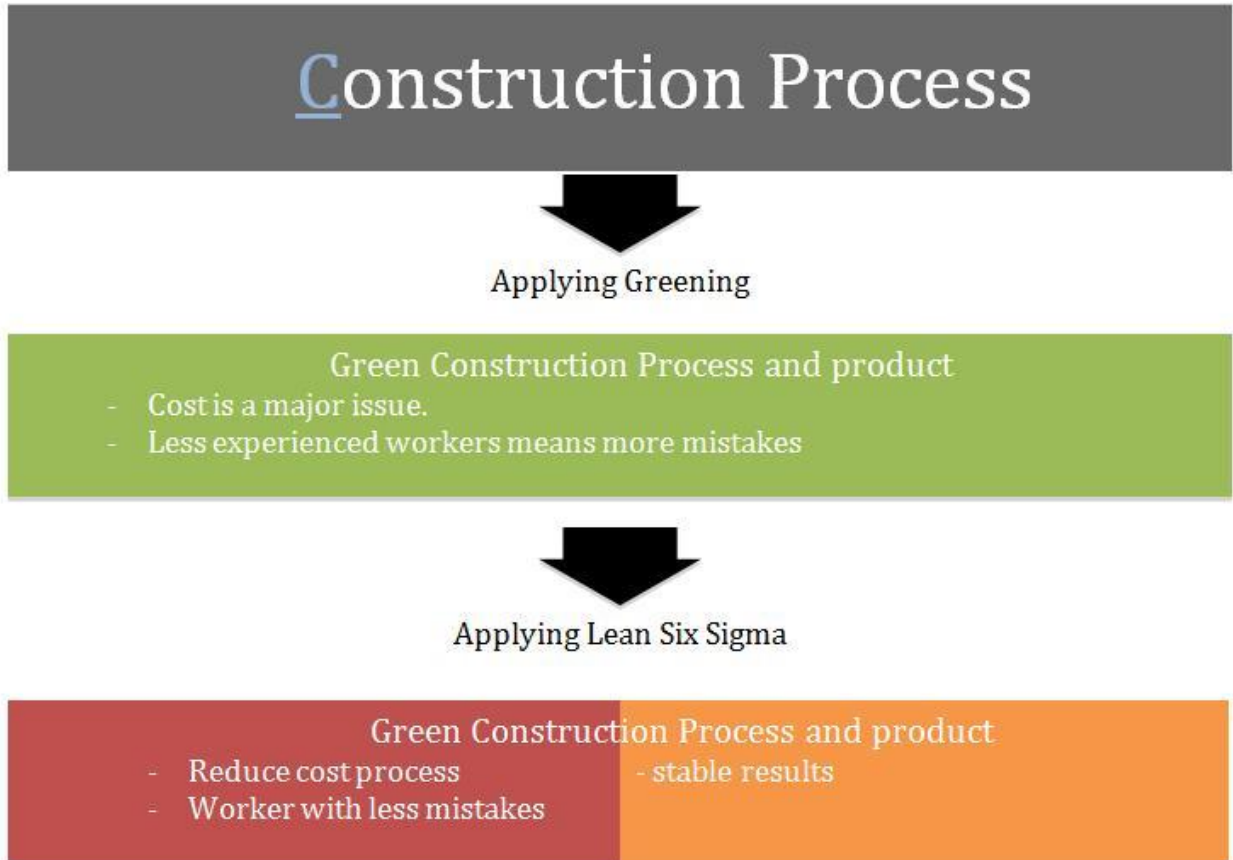 Construction Process
Applying Greening
Green Construction Process and product
- Cost is a major issue.
- Less experienced workers means more mistakes
Applying Lean Six Sigma
Green Construction Process and product
- Reduce cost process - stable results
- Worker with less mistakes